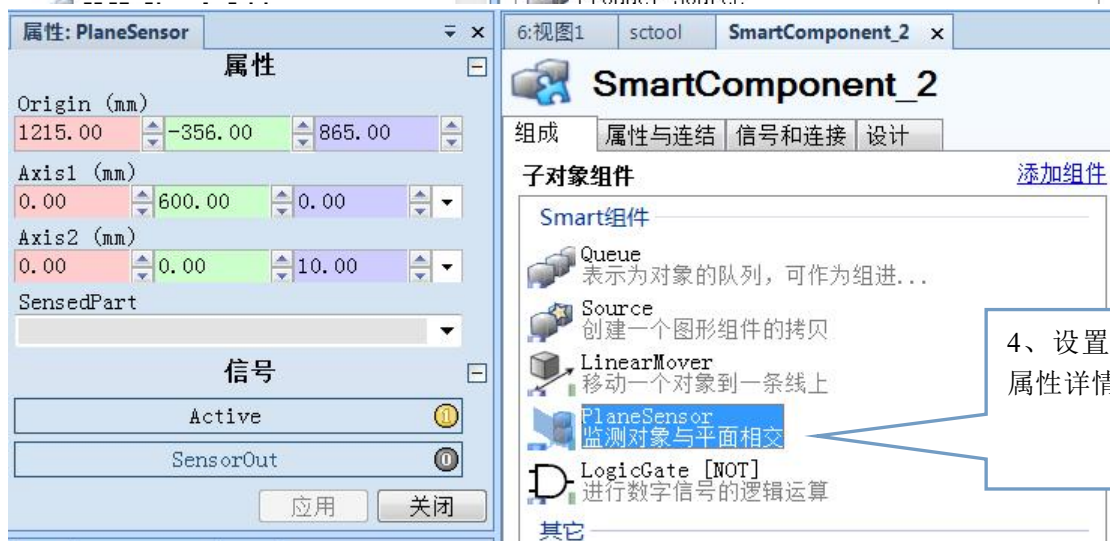 属性: PlaneSensor
属性
Origin (mm)
1215.00 -356.00 865.00
Axis1 (mm)
0.00 600.00 0.00
Axis2 (mm)
0.00 0.00 10.00
SensedPart
信号
Active 1
SensorOut 0
应用 关闭
6:视图1 sctool SmartComponent_2 x
SmartComponent_2
组成 属性与连结 信号和连接 设计
子对象组件 添加组件
Smart组件
Queue
表示为对象的队列，可作为组进...
Source
创建一个图形组件的拷贝
LinearMover
移动一个对象到一条线上
PlaneSensor
监测对象与平面相交
LogicGate [NOT]
进行数字信号的逻辑运算
其它
4、设置
属性详情